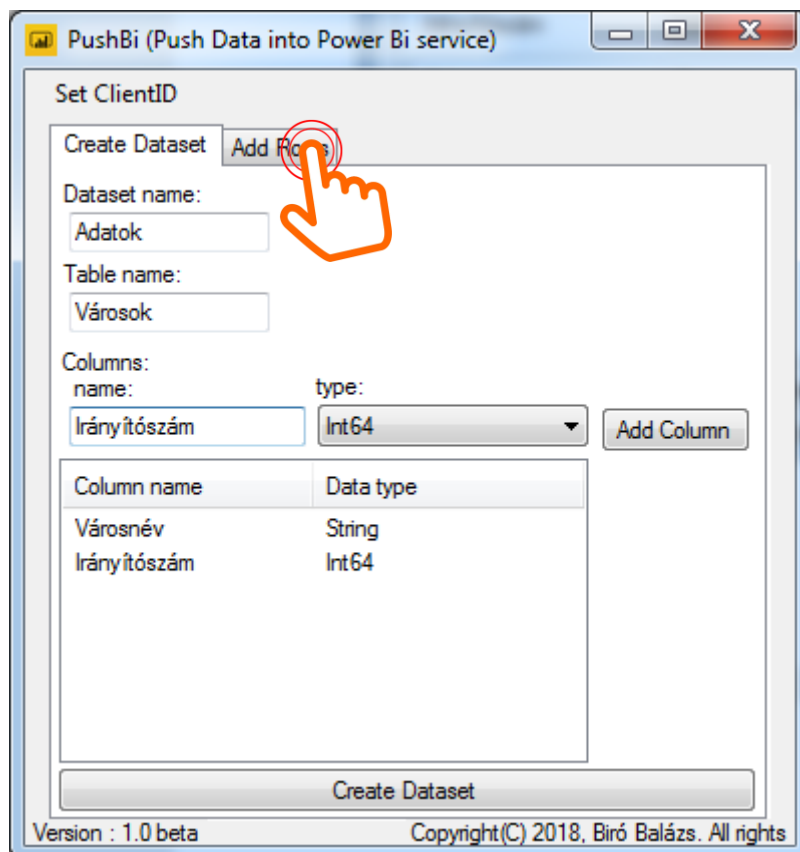 PushBi (Push Data into Power Bi service)
Set ClientID
Create Dataset Add Rows
Dataset name:
Adatok
Table name:
Városok
Columns:
name: type:
Irányítószám Int64 Add Column
Column name Data type
Városnév String
Irányítószám Int64
Create Dataset
Version : 1.0 beta Copyright(C) 2018, Biró Balázs. All rights